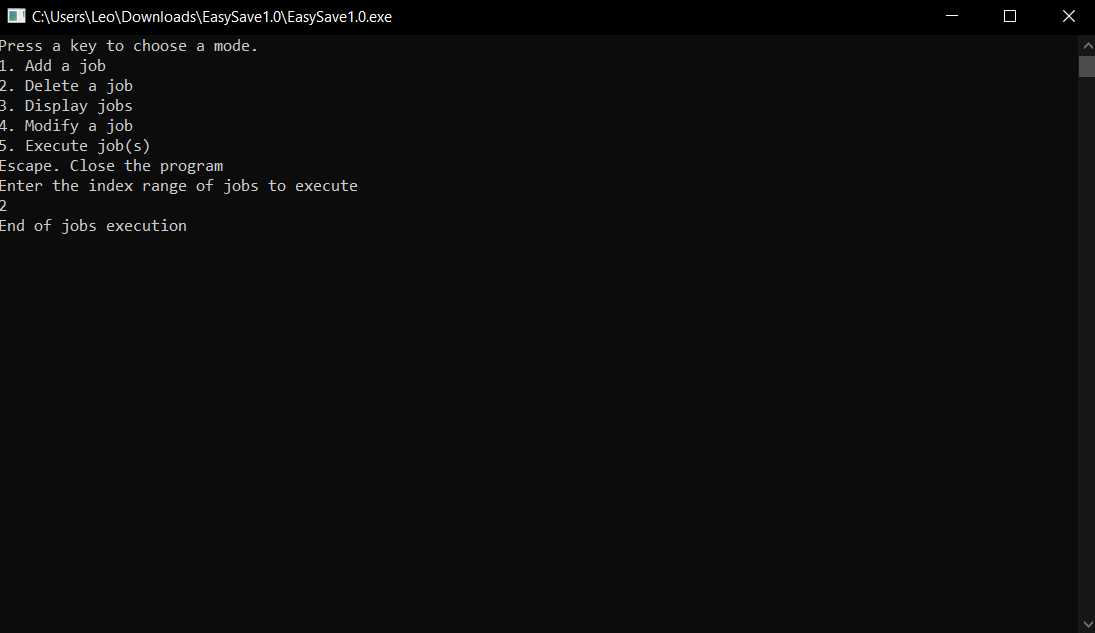 C:\Users\Leo\Downloads\EasySave1.0\EasySave1.0.exe
Press a key to choose a mode.
1. Add a job
2. Delete a job
3. Display jobs
4. Modify a job
5. Execute job(s)
Escape. Close the program
Enter the index range of jobs to execute
2
End of jobs execution